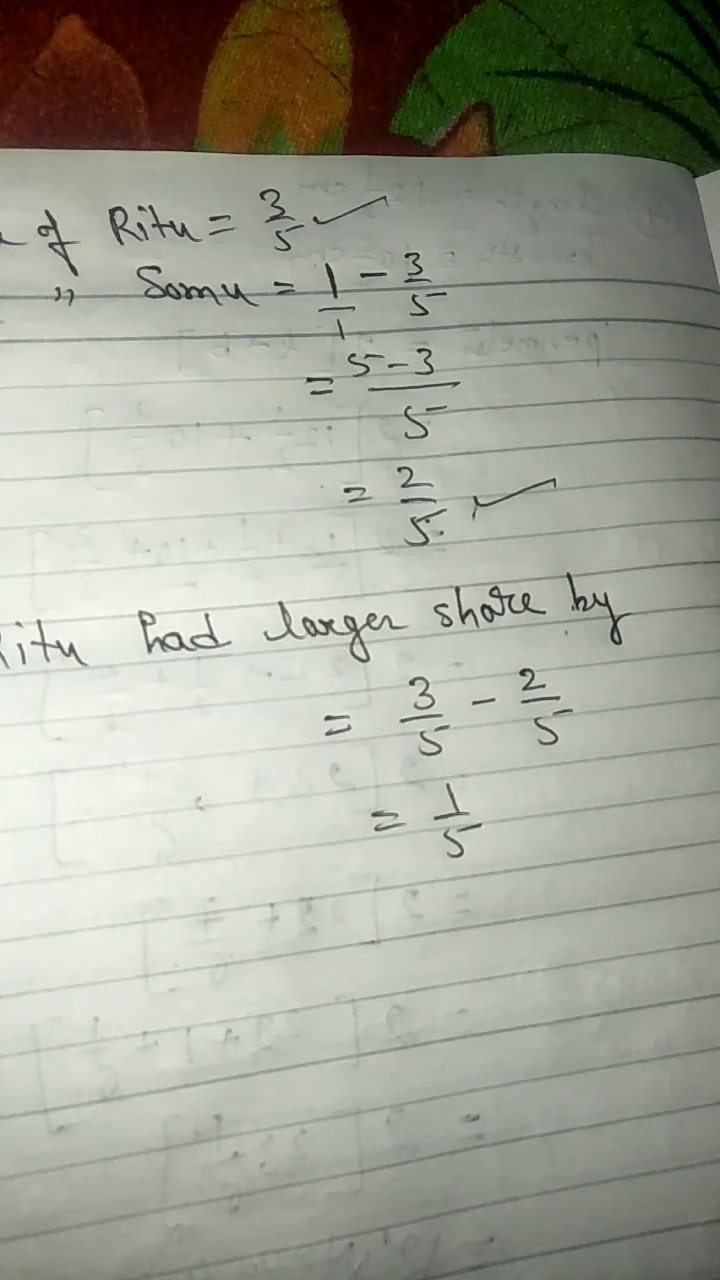 of Ritu = 3/5 ✓
" Somu = 1/1 - 3/5
= 5-3/5
= 2/5 ✓
Ritu had larger share by
= 3/5 - 2/5
= 1/5